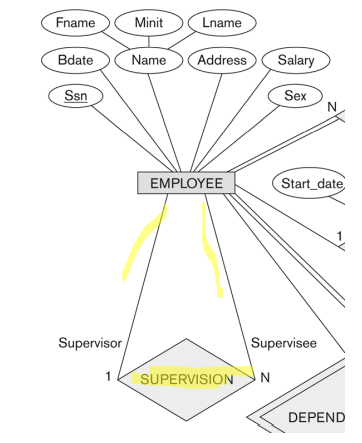 Fname
Minit
Lname
Bdate
Name
Address
Salary
Ssn
Sex
N
EMPLOYEE
Start_date
1
Supervisor
Supervisee
1
SUPERVISION
N
DEPEND